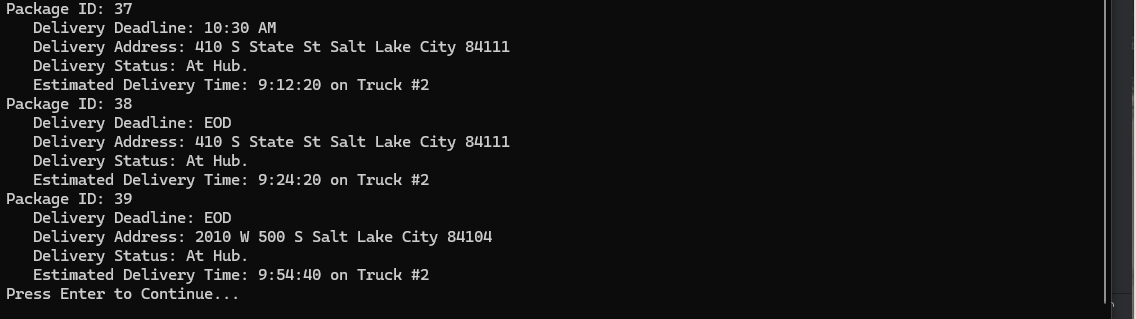 Package ID: 37
Delivery Deadline: 10:30 AM
Delivery Address: 410 S State St Salt Lake City 84111
Delivery Status: At Hub.
Estimated Delivery Time: 9:12:20 on Truck #2
Package ID: 38
Delivery Deadline: EOD
Delivery Address: 410 S State St Salt Lake City 84111
Delivery Status: At Hub.
Estimated Delivery Time: 9:24:20 on Truck #2
Package ID: 39
Delivery Deadline: EOD
Delivery Address: 2010 W 500 S Salt Lake City 84104
Delivery Status: At Hub.
Estimated Delivery Time: 9:54:40 on Truck #2
Press Enter to Continue...